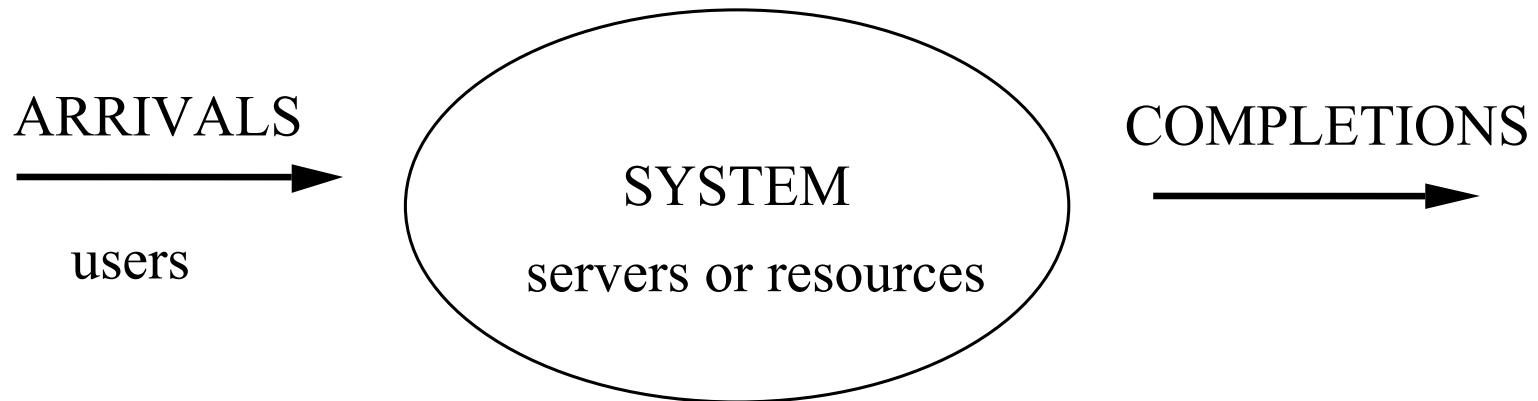 ARRIVALS
users
SYSTEM
servers or resources
COMPLETIONS